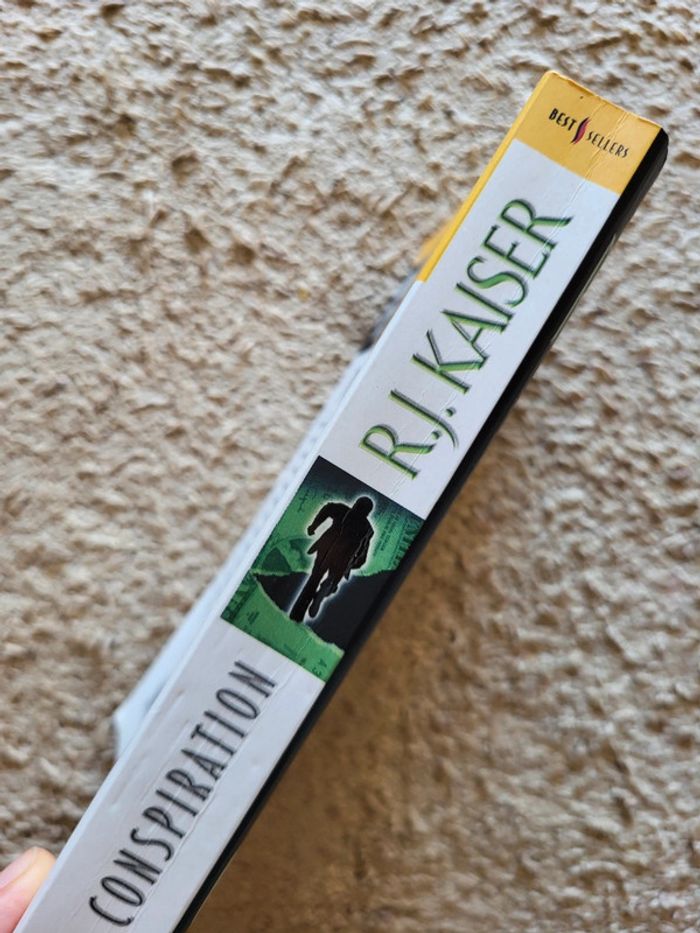 BEST SELLERS
R.J. KAISER
CONSPIRATION